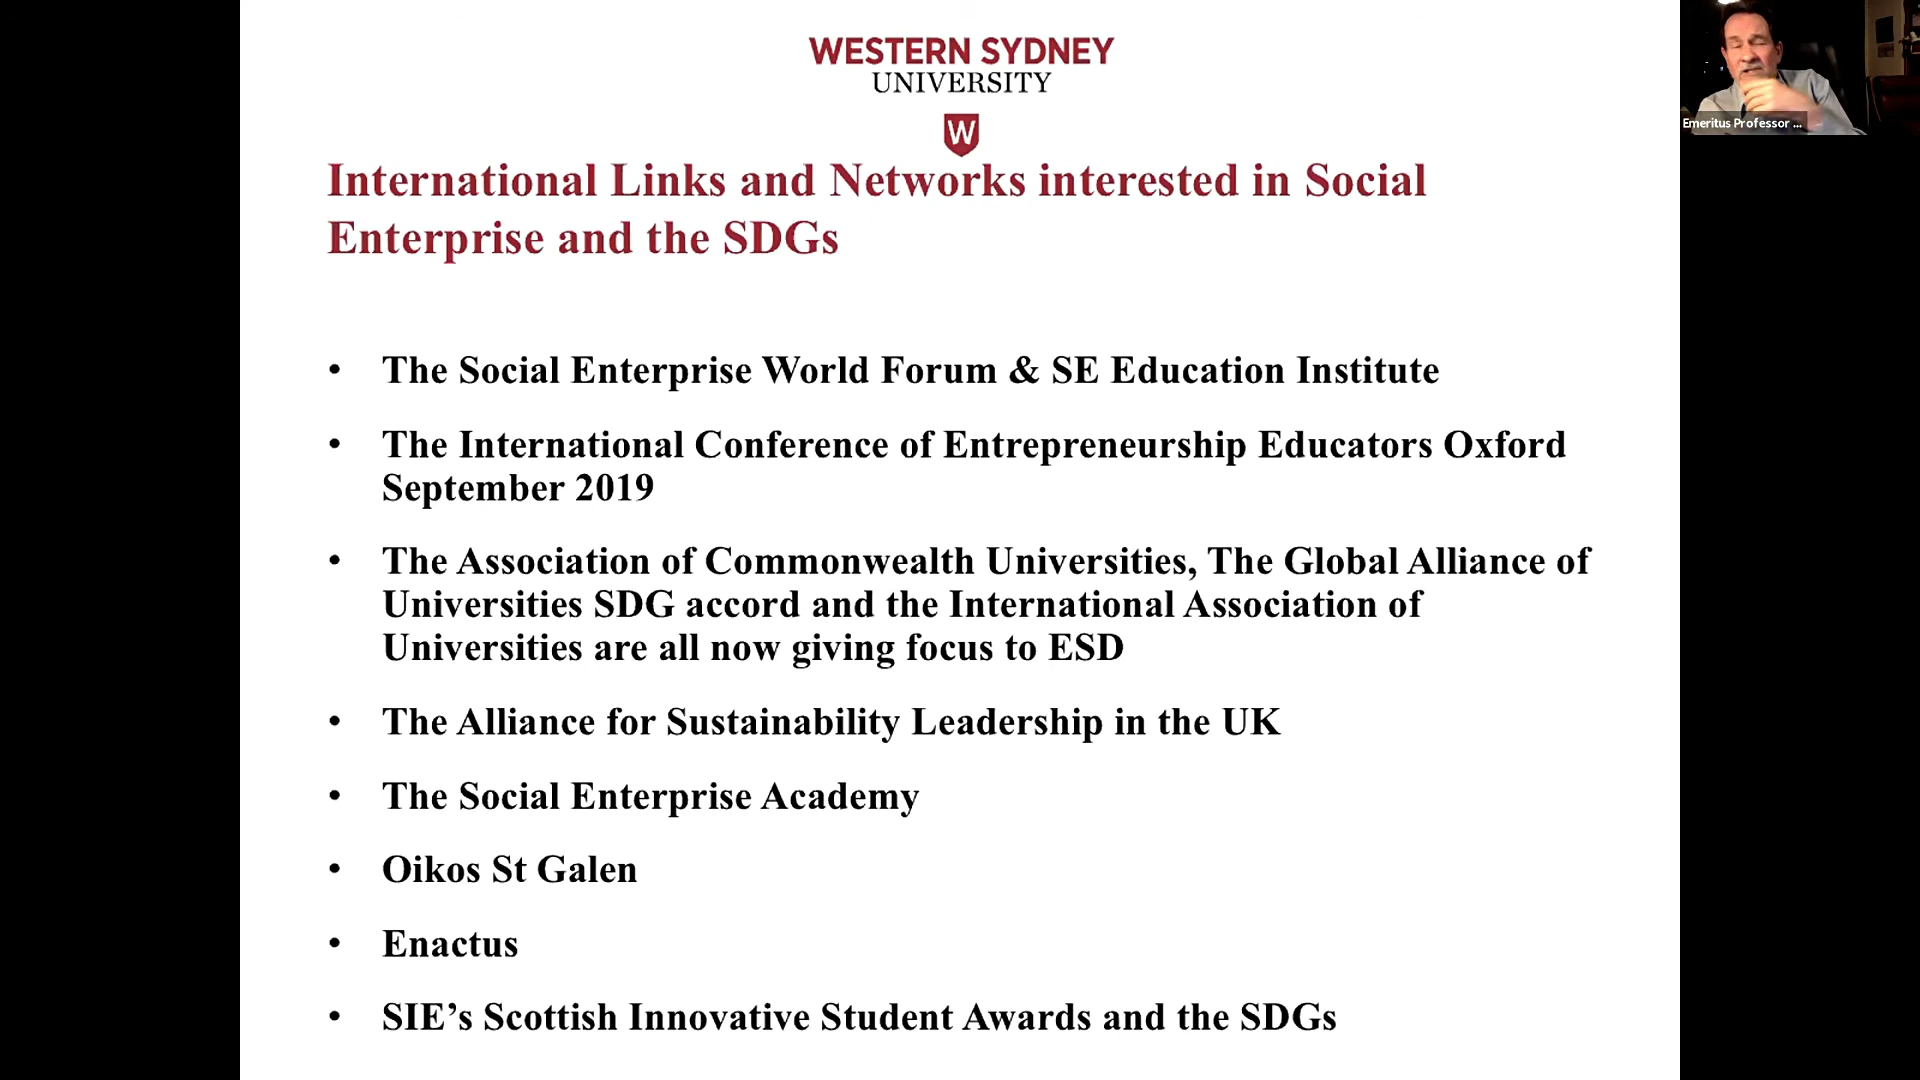 WESTERN SYDNEY
UNIVERSITY
W
Emeritus Professor ...
International Links and Networks interested in Social
Enterprise and the SDGs
• The Social Enterprise World Forum & SE Education Institute
• The International Conference of Entrepreneurship Educators Oxford
September 2019
• The Association of Commonwealth Universities, The Global Alliance of
Universities SDG accord and the International Association of
Universities are all now giving focus to ESD
• The Alliance for Sustainability Leadership in the UK
• The Social Enterprise Academy
• Oikos St Galen
• Enactus
• SIE’s Scottish Innovative Student Awards and the SDGs